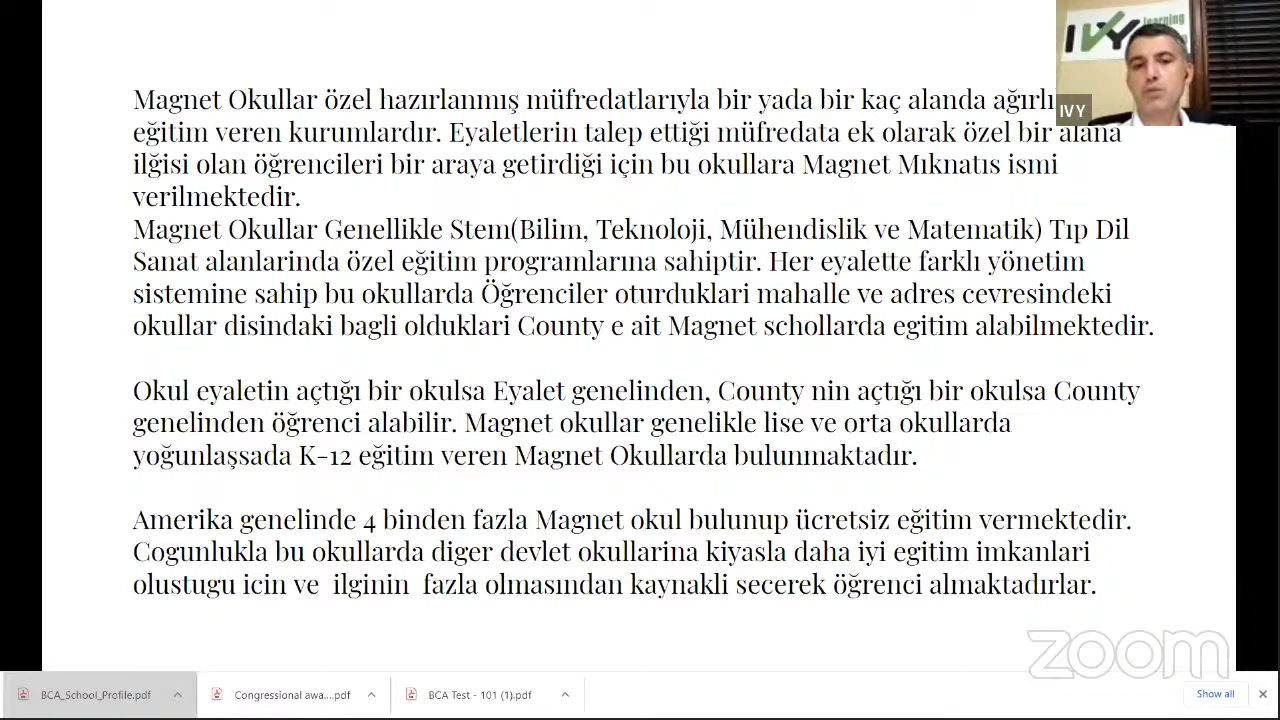 IVY learning
Magnet Okullar özel hazırlanmış müfredatlarıyla bir yada bir kaç alanda
eğitim veren kurumlardır. Eyaletlerin talep ettiği müfredata ek olarak özel bir alana
ilğisi olan öğrencileri bir araya getirdiği için bu okullara Magnet Mıknatıs ismi
verilmektedir.
Magnet Okullar Genellikle Stem(Bilim, Teknoloji, Mühendislik ve Matematik) Tıp Dil
Sanat alanlarinda özel eğitim programlarına sahiptir. Her eyalette farklı yönetim
sistemine sahip bu okullarda Öğrenciler oturduklari mahalle ve adres cevresindeki
okullar disindaki bagli olduklari County e ait Magnet schollarda egitim alabilmektedir.
Okul eyaletin açtığı bir okulsa Eyalet genelinden, County nin açtığı bir okulsa County
genelinden öğrenci alabilir. Magnet okullar genelikle lise ve orta okullarda
yoğunlaşsada K-12 eğitim veren Magnet Okullarda bulunmaktadır.
Amerika genelinde 4 binden fazla Magnet okul bulunup ücretsiz eğitim vermektedir.
Cogunlukla bu okullarda diger devlet okullarina kiyasla daha iyi egitim imkanlari
olustugu icin ve ilginin fazla olmasından kaynakli secerek öğrenci almaktadırlar.
IVY
zoom
BCA_School_Profile.pdf
Congressional awa....pdf
BCA Test - 101 (1).pdf
Show all